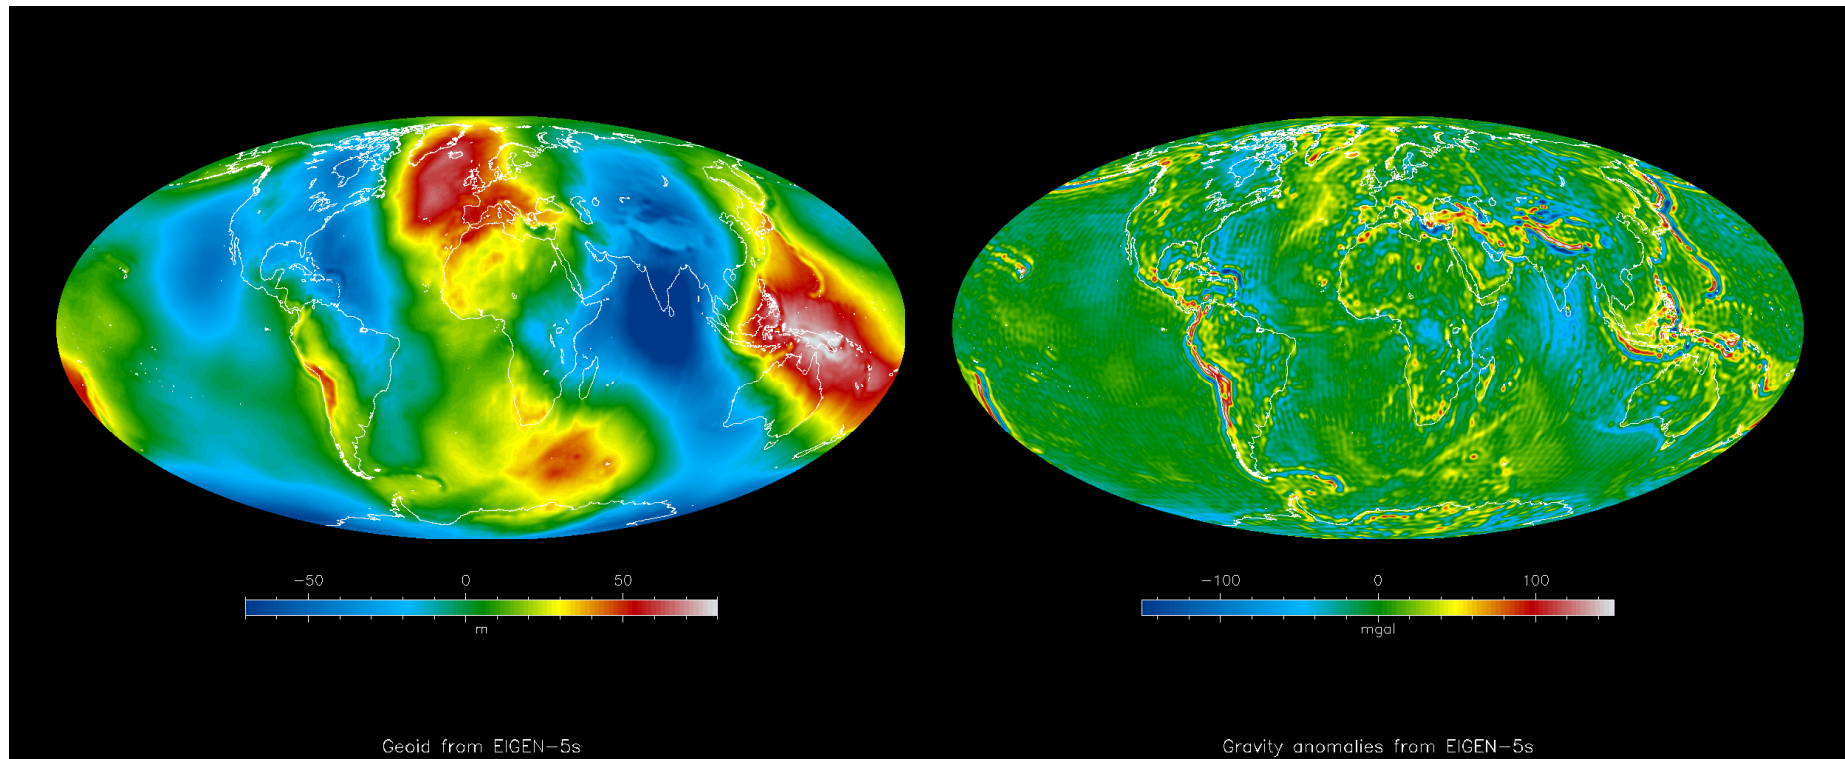 -50 0 50
m
Geoid from EIGEN-5s
-100 0 100
mgal
Gravity anomalies from EIGEN-5s